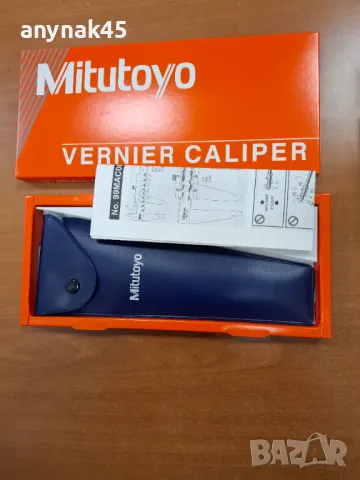 anynak45
Mitutoyo
VERNIER CALIPER
No. 99MAC0
Mitutoyo
BAZAR